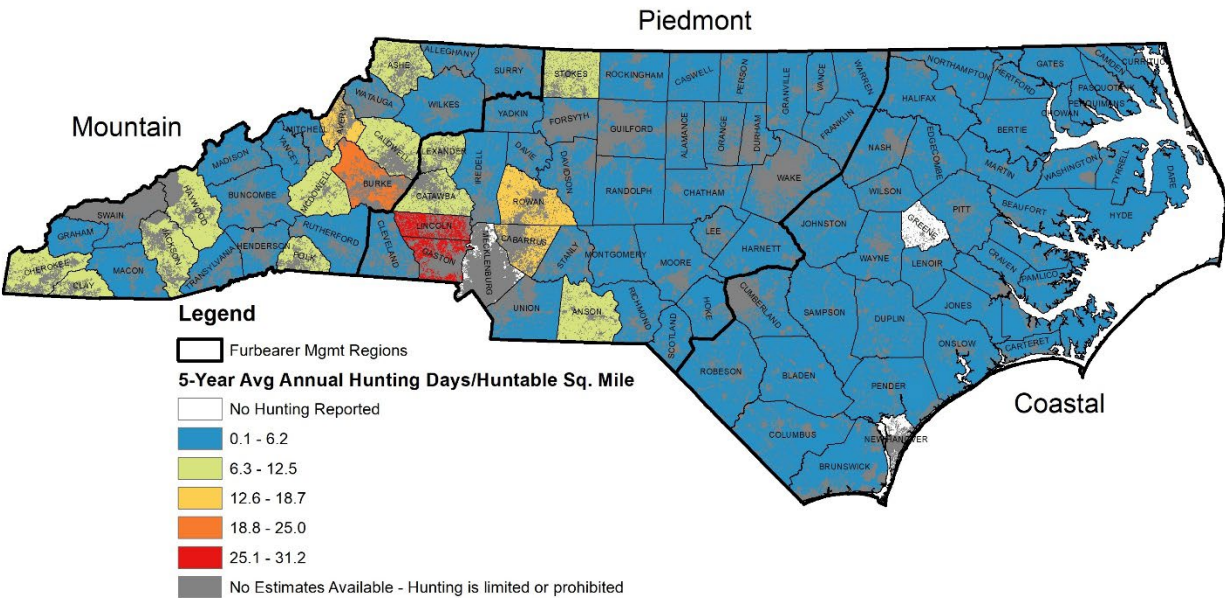 Piedmont
Mountain
Coastal
ALLEGHANY
ASHE
SURRY
STOKES
ROCKINGHAM
CASWELL
PERSON
GRANVILLE
VANCE
WARREN
NORTHAMPTON
HERTFORD
GATES
CAMDEN
CURRITUC
PASQUOTANK
PERQUIMANS
CHOWAN
WATAUGA
WILKES
YADKIN
FORSYTH
GUILFORD
ALAMANCE
ORANGE
DURHAM
FRANKLIN
HALIFAX
BERTIE
MITCHELL
AVERY
CALDWELL
LEXANDER
IREDELL
DAVIE
DAVIDSON
NASH
EDGECOMBE
MARTIN
WASHINGTON
TYRRELL
DARE
MADISON
YANCEY
BURKE
CATAWBA
ROWAN
RANDOLPH
CHATHAM
WAKE
WILSON
PITT
BEAUFORT
HYDE
SWAIN
HAYWOOD
BUNCOMBE
MCDOWELL
LINCOLN
CABARRUS
JOHNSTON
GREENE
GRAHAM
JACKSON
HENDERSON
RUTHERFORD
CLEVELAND
GASTON
MECKLENBURG
STANLY
MONTGOMERY
MOORE
LEE
HARNETT
WAYNE
LENOIR
CRAVEN
PAMLICO
CHEROKEE
MACON
TRANSYLVANIA
POLK
CLAY
UNION
ANSON
RICHMOND
SCOTLAND
HOKE
CUMBERLAND
SAMPSON
DUPLIN
JONES
ONSLOW
CARTERET
ROBESON
BLADEN
PENDER
COLUMBUS
NEW HANOVER
BRUNSWICK
Legend
Furbearer Mgmt Regions
5-Year Avg Annual Hunting Days/Huntable Sq. Mile
No Hunting Reported
0.1 - 6.2
6.3 - 12.5
12.6 - 18.7
18.8 - 25.0
25.1 - 31.2
No Estimates Available - Hunting is limited or prohibited